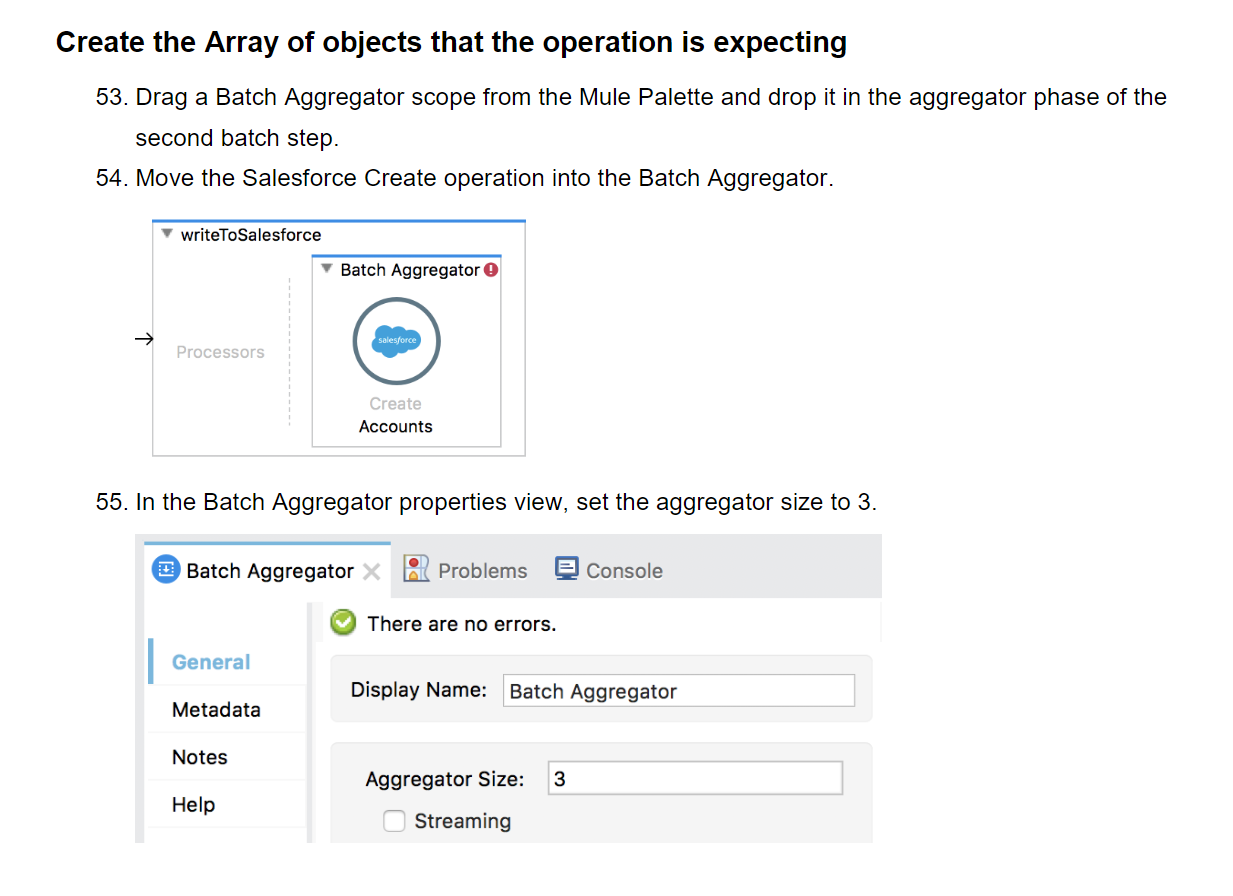 Create the Array of objects that the operation is expecting
53. Drag a Batch Aggregator scope from the Mule Palette and drop it in the aggregator phase of the
second batch step.
54. Move the Salesforce Create operation into the Batch Aggregator.
writeToSalesforce
Batch Aggregator
salesforce
Processors
Create
Accounts
55. In the Batch Aggregator properties view, set the aggregator size to 3.
Batch Aggregator Problems Console
There are no errors.
General
Display Name: Batch Aggregator
Metadata
Notes
Aggregator Size: 3
Help
Streaming